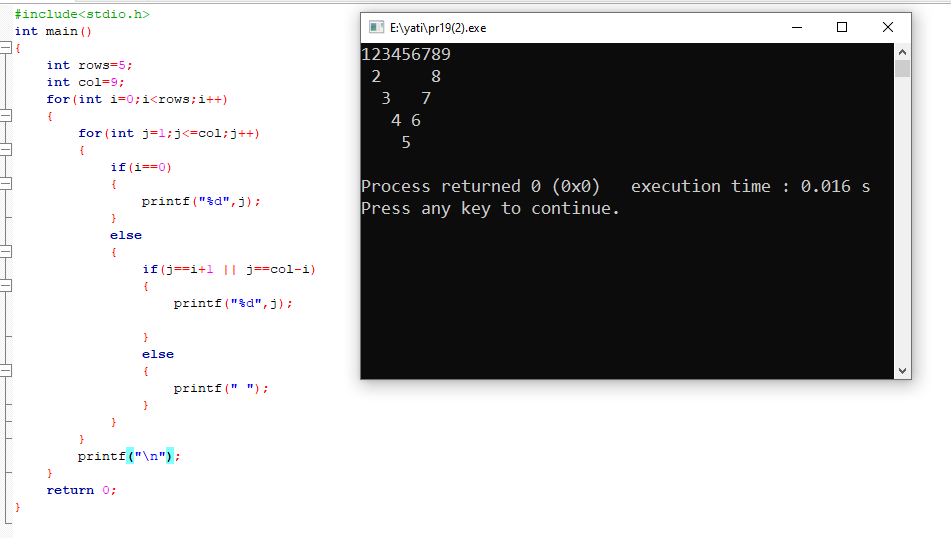 #include<stdio.h>
int main()
{
    int rows=5;
    int col=9;
    for(int i=0;i<rows;i++)
    {
        for(int j=1;j<=col;j++)
        {
            if(i==0)
            {
                printf("%d",j);
            }
            else
            {
                if(j==i+1 || j==col-i)
                {
                    printf("%d",j);
                }
                else
                {
                    printf(" ");
                }
            }
        }
        printf("\n");
    }
    return 0;
}
E:\yati\pr19(2).exe
123456789
 2     8
  3   7
   4 6
    5
Process returned 0 (0x0)   execution time : 0.016 s
Press any key to continue.